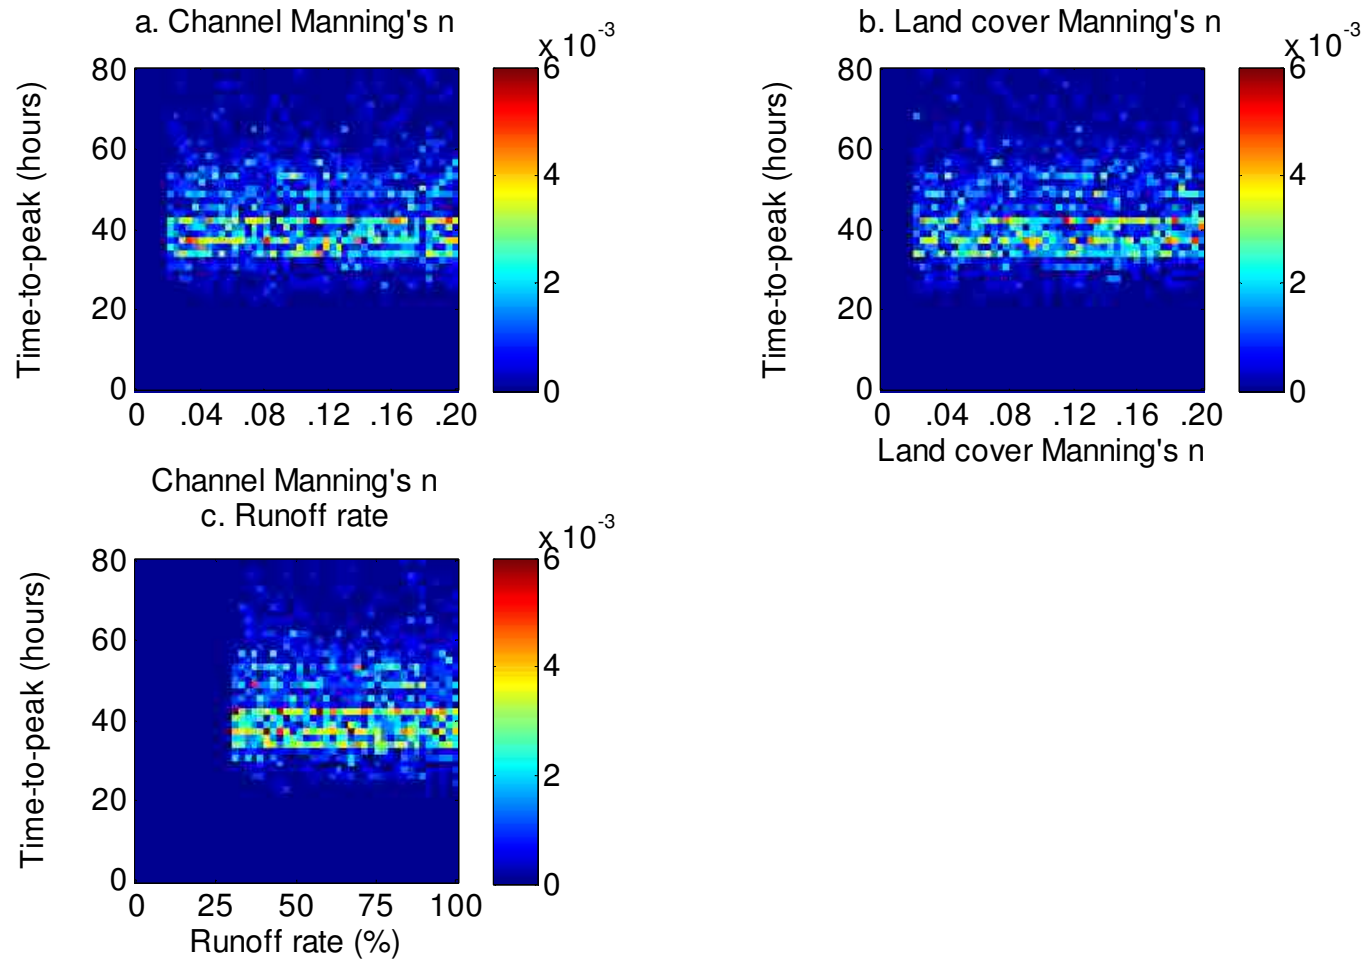 a. Channel Manning's n
x 10-3
Time-to-peak (hours)
80
60
40
20
0
0 .04 .08 .12 .16 .20
6
4
2
0
Channel Manning's n
b. Land cover Manning's n
x 10-3
Time-to-peak (hours)
80
60
40
20
0
0 .04 .08 .12 .16 .20
6
4
2
0
Land cover Manning's n
c. Runoff rate
x 10-3
Time-to-peak (hours)
80
60
40
20
0
0 25 50 75 100
6
4
2
0
Runoff rate (%)